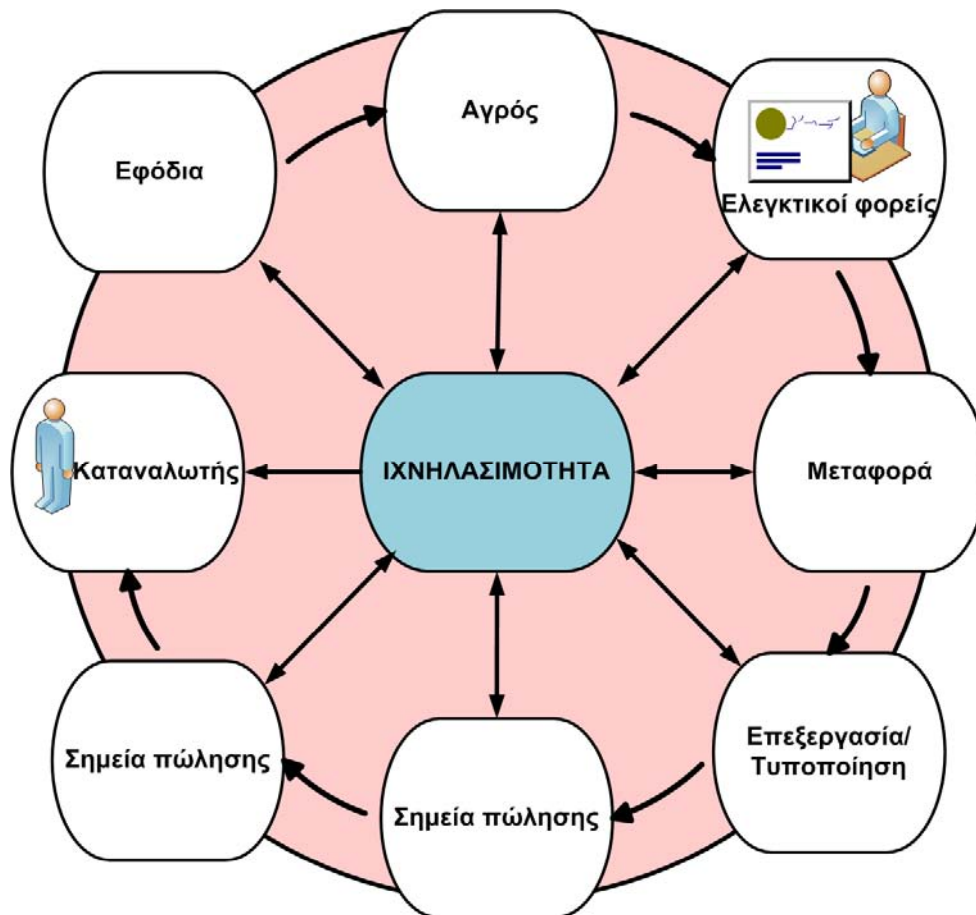 Αγρός
Ελεγκτικοί φορείς
Εφόδια
Καταναλωτής
ΙΧΝΗΛΑΣΙΜΟΤΗΤΑ
Μεταφορά
Σημεία πώλησης
Επεξεργασία/
Τυποποίηση
Σημεία πώλησης